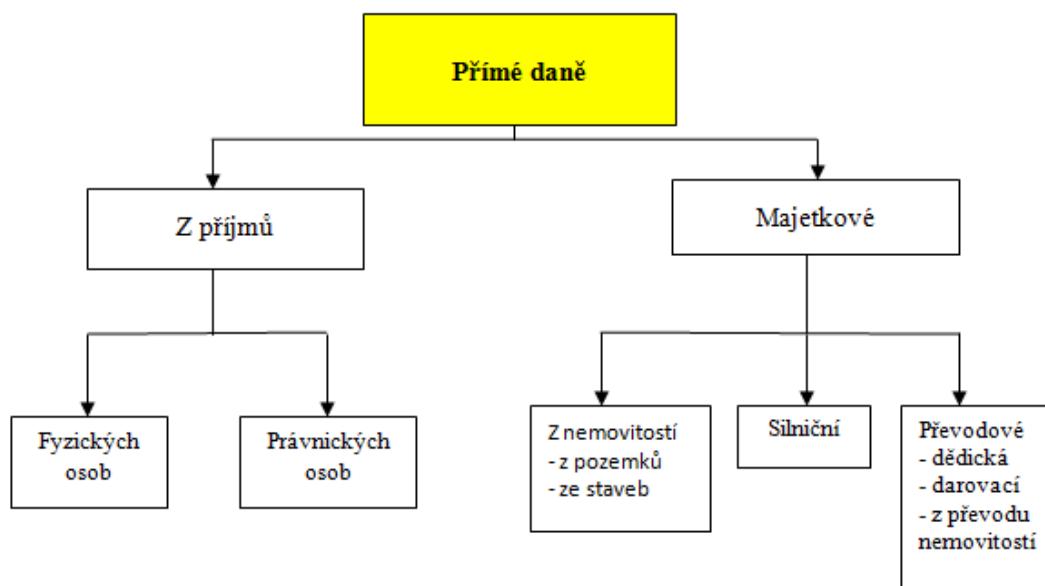 Přímé daně
Z příjmů
Majetkové
Fyzických
osob
Právnických
osob
Z nemovitostí
- z pozemků
- ze staveb
Silniční
Převodové
- dědická
- darovací
- z převodu
nemovitostí